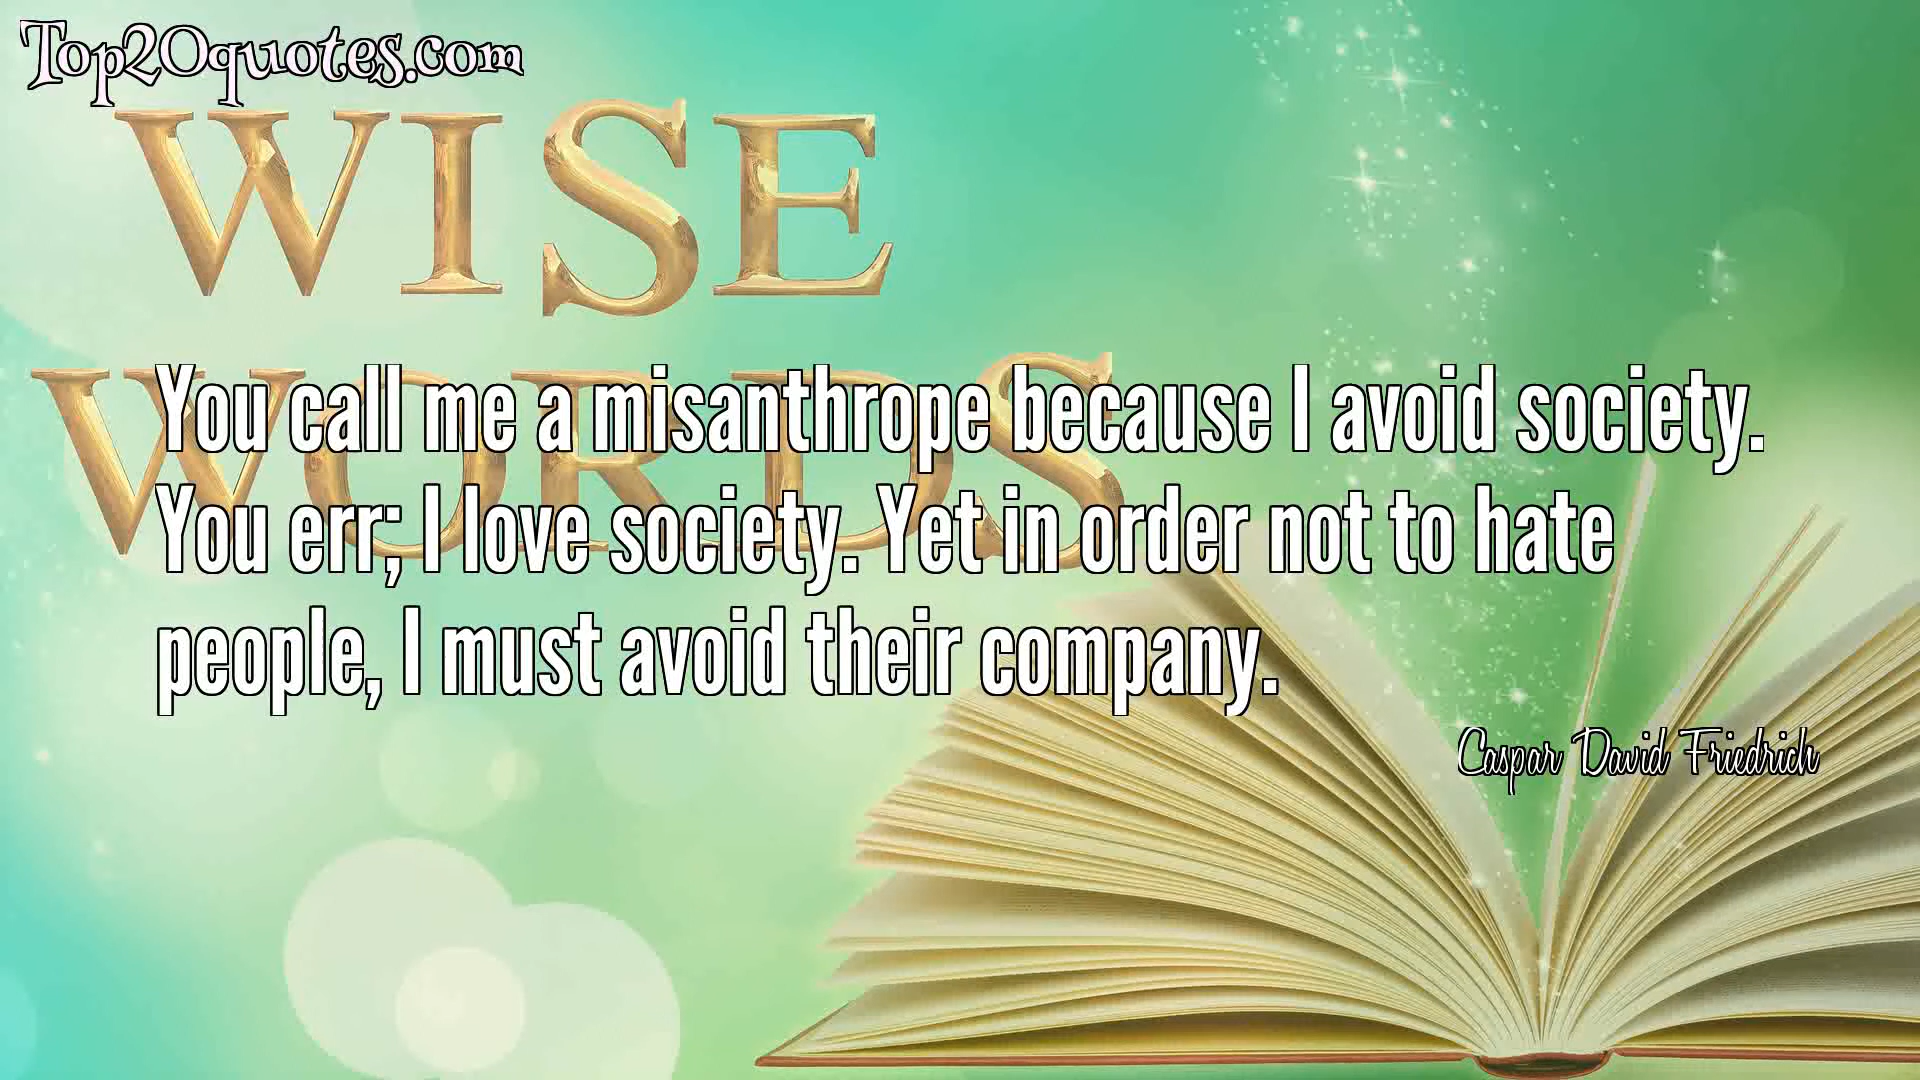 Top20quotes.com
WISE
WORDS
You call me a misanthrope because I avoid society.
You err; I love society. Yet in order not to hate
people, I must avoid their company.
Caspar David Friedrich